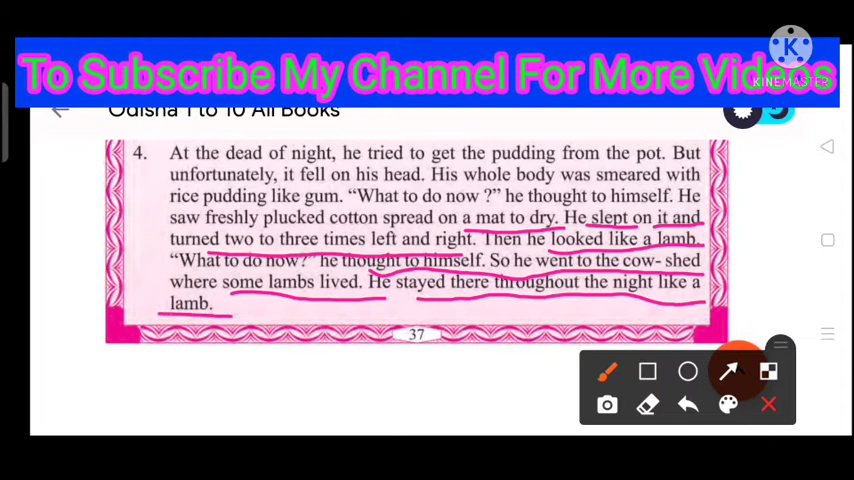 To Subscribe My Channel For More Videos
K
KINEMASTER
Odisha 1 to 10 All Books
4. At the dead of night, he tried to get the pudding from the pot. But
unfortunately, it fell on his head. His whole body was smeared with
rice pudding like gum. “What to do now ?” he thought to himself. He
saw freshly plucked cotton spread on a mat to dry. He slept on it and
turned two to three times left and right. Then he looked like a lamb.
“What to do now?” he thought to himself. So he went to the cow- shed
where some lambs lived. He stayed there throughout the night like a
lamb.
37